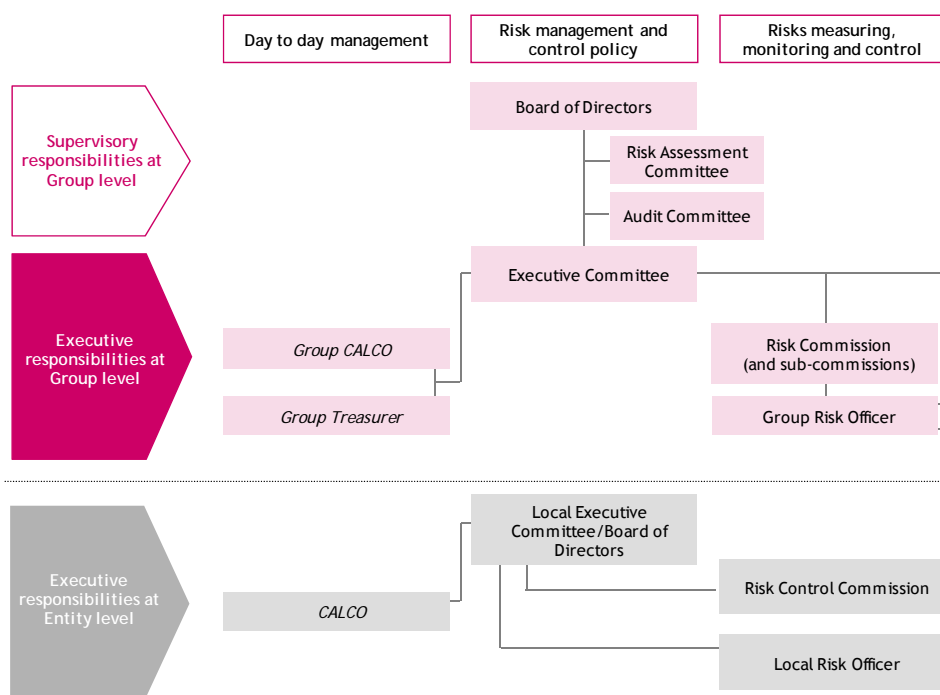 Day to day management
Risk management and
control policy
Risks measuring,
monitoring and control
Supervisory
responsibilities at
Group level
Board of Directors
Risk Assessment
Committee
Audit Committee
Executive
responsibilities at
Group level
Executive Committee
Group CALCO
Group Treasurer
Risk Commission
(and sub-commissions)
Group Risk Officer
Executive
responsibilities at
Entity level
Local Executive
Committee/Board of
Directors
CALCO
Risk Control Commission
Local Risk Officer